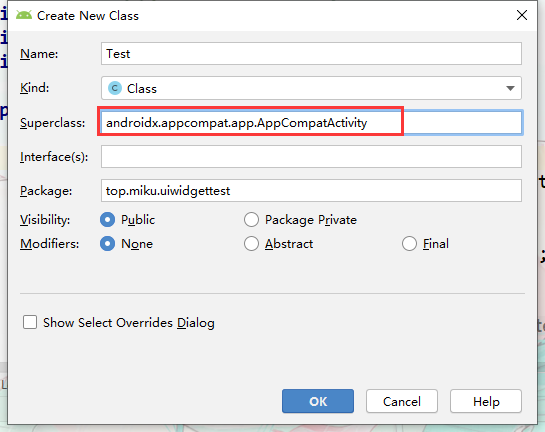 Create New Class
Name: Test
Kind: C Class
Superclass: androidx.appcompat.app.AppCompatActivity
Interface(s):
Package: top.miku.uiwidgettest
Visibility: Public Package Private
Modifiers: None Abstract Final
Show Select Overrides Dialog
OK Cancel Help